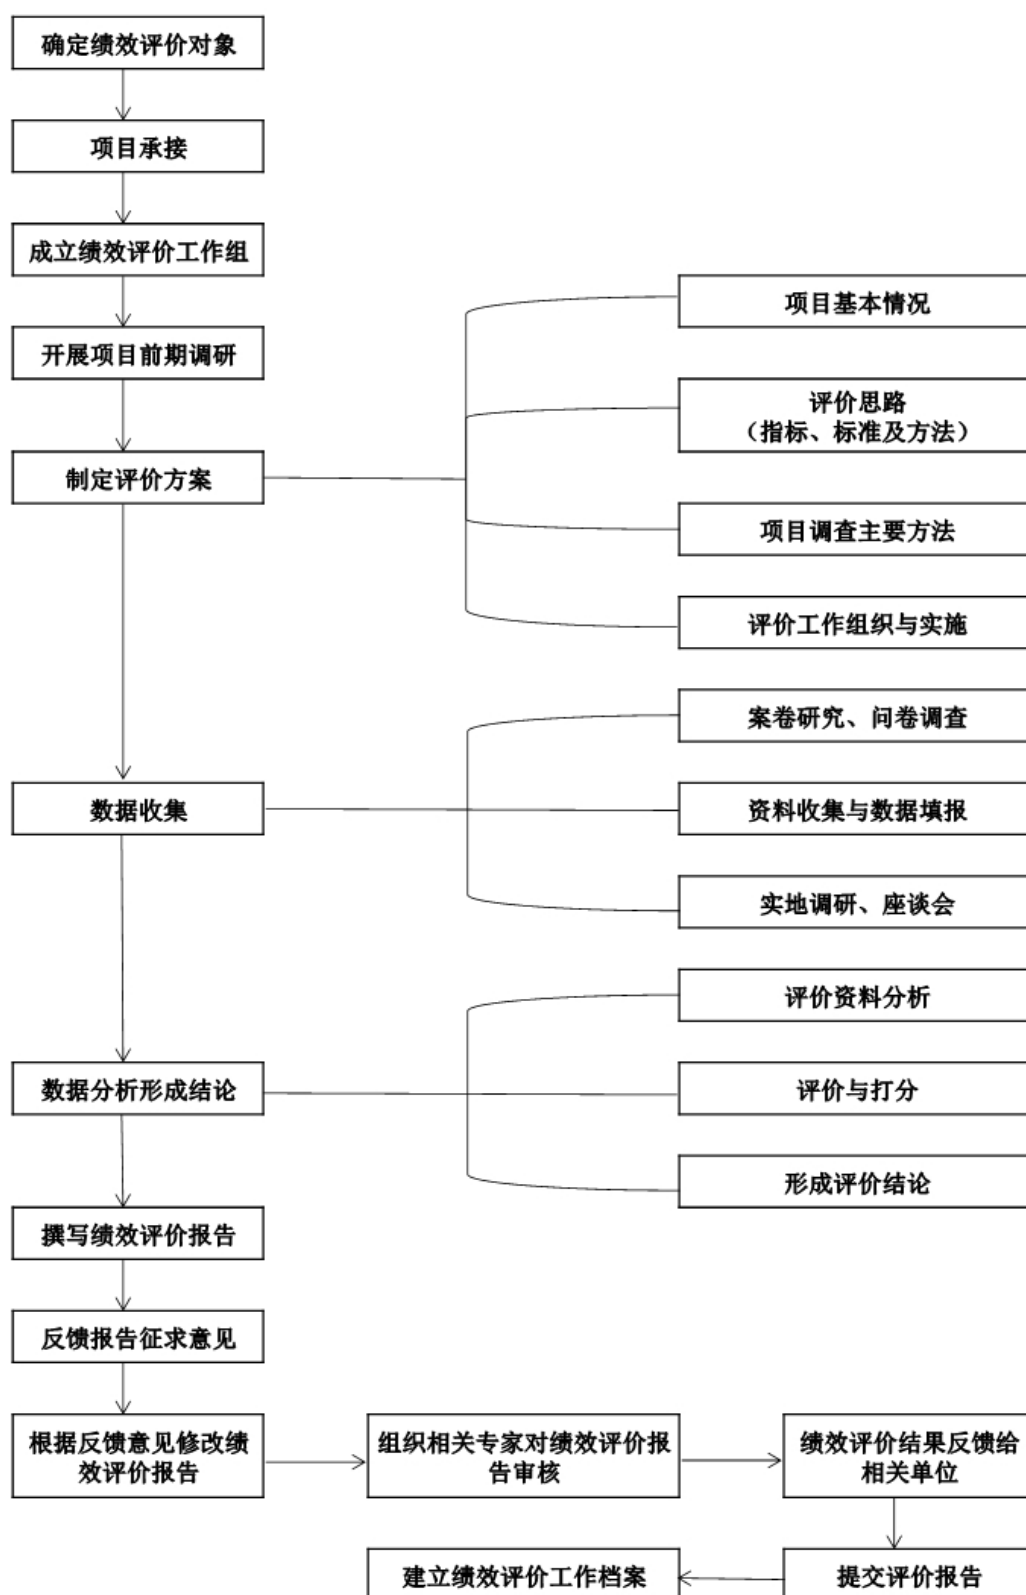 确定绩效评价对象
项目承接
成立绩效评价工作组
开展项目前期调研
制定评价方案
项目基本情况
评价思路
（指标、标准及方法）
项目调查主要方法
评价工作组织与实施
数据收集
案卷研究、问卷调查
资料收集与数据填报
实地调研、座谈会
数据分析形成结论
评价资料分析
评价与打分
形成评价结论
撰写绩效评价报告
反馈报告征求意见
根据反馈意见修改绩
效评价报告
组织相关专家对绩效评价报
告审核
绩效评价结果反馈给
相关单位
提交评价报告
建立绩效评价工作档案